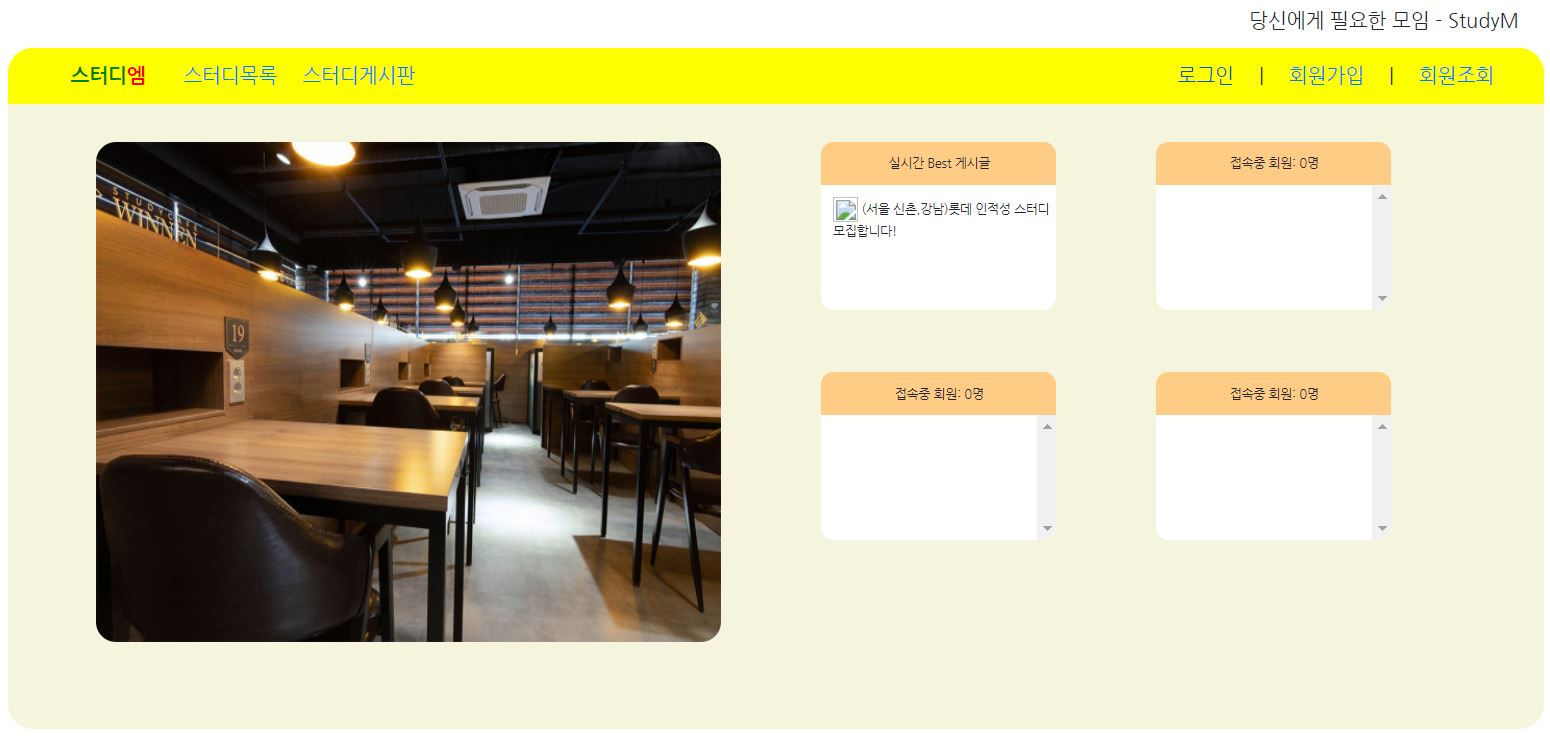 당신에게 필요한 모임 - StudyM
스터디엠 스터디목록 스터디게시판 로그인 | 회원가입 | 회원조회
STUDYCAFE
WINNEN
19
실시간 Best 게시글
(서울 신촌,강남)롯데 인적성 스터디
모집합니다!
접속중 회원: 0명
접속중 회원: 0명
접속중 회원: 0명